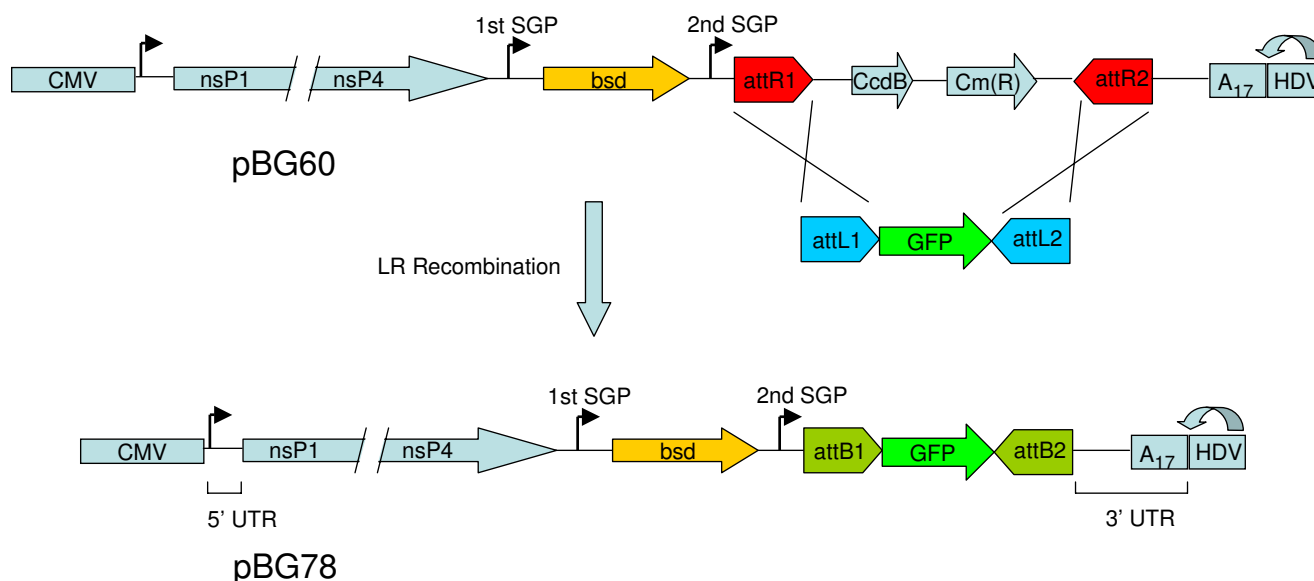 1st SGP
2nd SGP
CMV
nsP1
nsP4
bsd
attR1
CcdB
Cm(R)
attR2
A17
HDV
pBG60
attL1
GFP
attL2
LR Recombination
1st SGP
2nd SGP
CMV
nsP1
nsP4
bsd
attB1
GFP
attB2
A17
HDV
5' UTR
3' UTR
pBG78